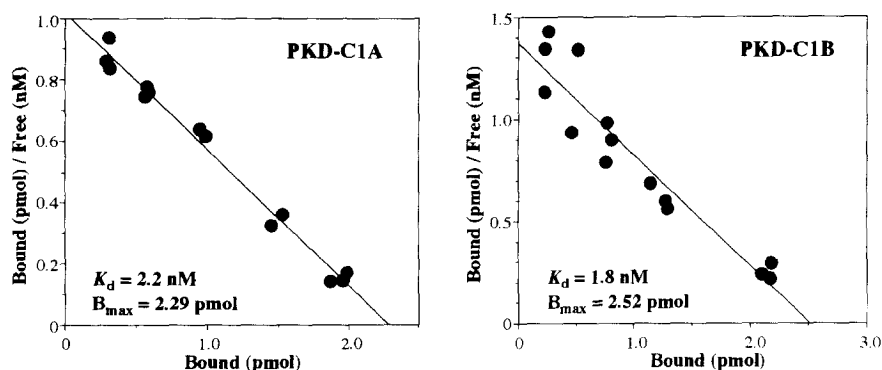 PKD-C1A
Bound (pmol) / Free (nM)
1.0
0.8
0.6
0.4
0.2
0
K_d = 2.2 nM
B_max = 2.29 pmol
0
1.0
2.0
Bound (pmol)
PKD-C1B
Bound (pmol) / Free (nM)
1.5
1.0
0.5
0
K_d = 1.8 nM
B_max = 2.52 pmol
0
1.0
2.0
3.0
Bound (pmol)